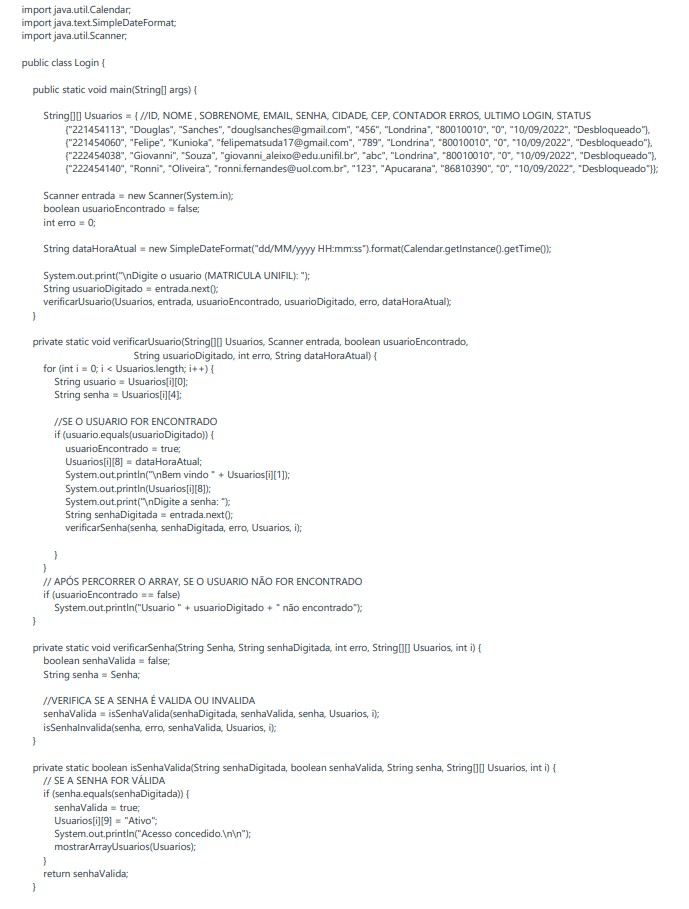 import java.util.Calendar;
import java.text.SimpleDateFormat;
import java.util.Scanner;
public class Login {
public static void main(String[] args) {
String[][] Usuarios = { //ID, NOME , SOBRENOME, EMAIL, SENHA, CIDADE, CEP, CONTADOR ERROS, ULTIMO LOGIN, STATUS
{"221454113", "Douglas", "Sanches", "douglsanches@gmail.com", "456", "Londrina", "80010010", "0", "10/09/2022", "Desbloqueado"},
{"221454060", "Felipe", "Kunioka", "felipematsuda17@gmail.com", "789", "Londrina", "80010010", "0", "10/09/2022", "Desbloqueado"},
{"222454038", "Giovanni", "Souza", "giovanni_aleixo@edu.unifil.br", "abc", "Londrina", "80010010", "0", "10/09/2022", "Desbloqueado"},
{"222454140", "Ronni", "Oliveira", "ronni.fernandes@uol.com.br", "123", "Apucarana", "86810390", "0", "10/09/2022", "Desbloqueado"}};
Scanner entrada = new Scanner(System.in);
boolean usuarioEncontrado = false;
int erro = 0;
String dataHoraAtual = new SimpleDateFormat("dd/MM/yyyy HH:mm:ss").format(Calendar.getInstance().getTime());
System.out.print("\nDigite o usuario (MATRICULA UNIFIL): ");
String usuarioDigitado = entrada.next();
verificarUsuario(Usuarios, entrada, usuarioEncontrado, usuarioDigitado, erro, dataHoraAtual);
}
private static void verificarUsuario(String[][] Usuarios, Scanner entrada, boolean usuarioEncontrado,
String usuarioDigitado, int erro, String dataHoraAtual) {
for (int i = 0; i < Usuarios.length; i++) {
String usuario = Usuarios[i][0];
String senha = Usuarios[i][4];
//SE O USUARIO FOR ENCONTRADO
if (usuario.equals(usuarioDigitado)) {
usuarioEncontrado = true;
Usuarios[i][8] = dataHoraAtual;
System.out.println("\nBem vindo " + Usuarios[i][1]);
System.out.println(Usuarios[i][8]);
System.out.print("\nDigite a senha: ");
String senhaDigitada = entrada.next();
verificarSenha(senha, senhaDigitada, erro, Usuarios, i);
}
}
// APÓS PERCORRER O ARRAY, SE O USUARIO NÃO FOR ENCONTRADO
if (usuarioEncontrado == false)
System.out.println("Usuario " + usuarioDigitado + " não encontrado");
}
private static void verificarSenha(String Senha, String senhaDigitada, int erro, String[][] Usuarios, int i) {
boolean senhaValida = false;
String senha = Senha;
//VERIFICA SE A SENHA É VALIDA OU INVALIDA
senhaValida = isSenhaValida(senhaDigitada, senhaValida, senha, Usuarios, i);
isSenhaInvalida(senha, erro, senhaValida, Usuarios, i);
}
private static boolean isSenhaValida(String senhaDigitada, boolean senhaValida, String senha, String[][] Usuarios, int i) {
// SE A SENHA FOR VÁLIDA
if (senha.equals(senhaDigitada)) {
senhaValida = true;
Usuarios[i][9] = "Ativo";
System.out.println("Acesso concedido.\n\n");
mostrarArrayUsuarios(Usuarios);
}
return senhaValida;
}